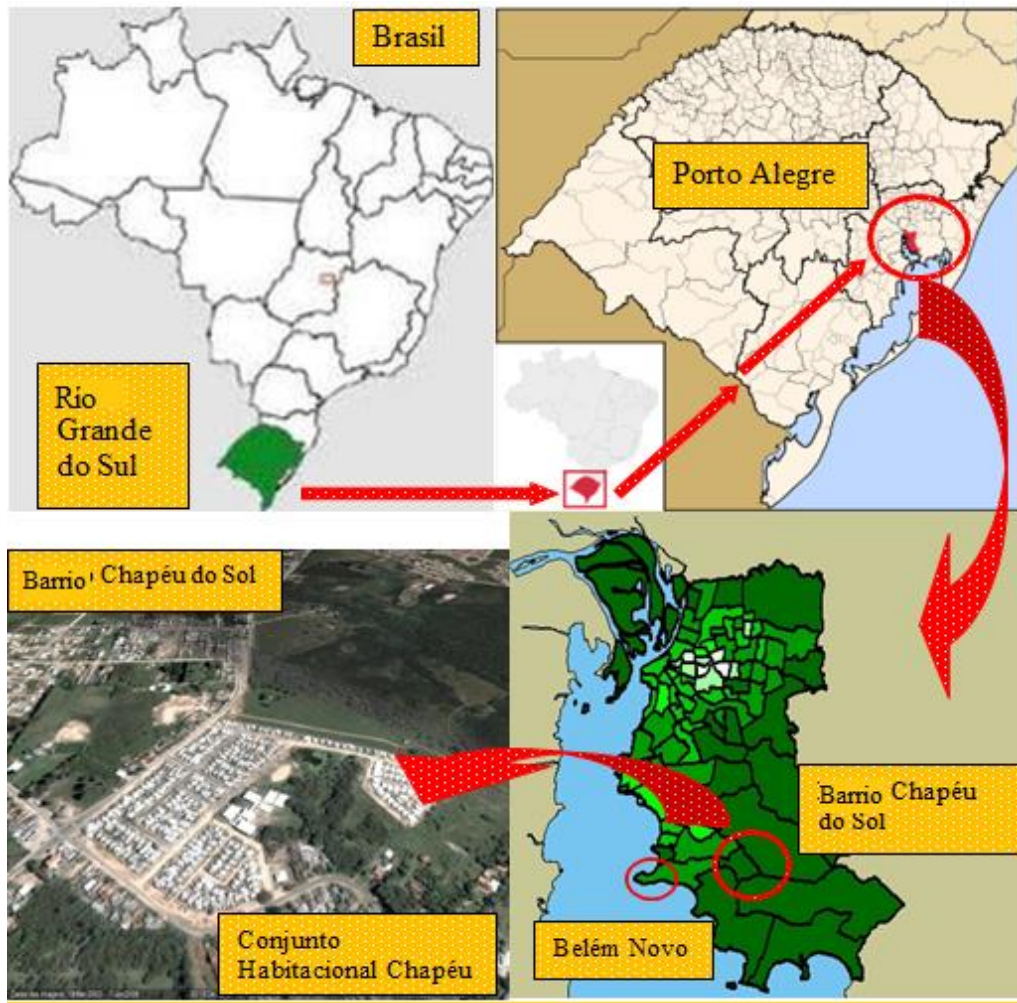 Brasil
Porto Alegre
Río
Grande
do Sul
Barrio Chapéu do Sol
Barrio Chapéu
do Sol
Conjunto
Habitacional Chapéu
Belém Novo